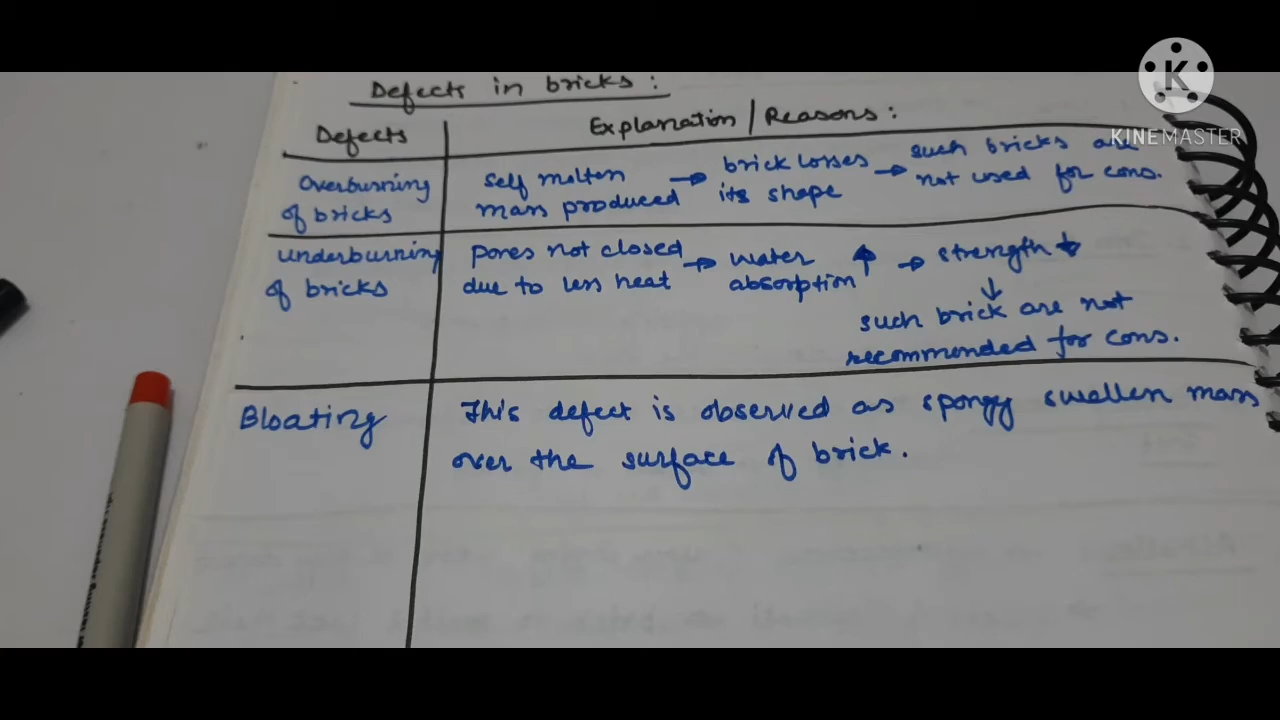 Defects in bricks :
Defects
Explanation / Reasons :
Overburning
of bricks
self molten
mass produced
→ brick losses
its shape
→ such bricks are
not used for cons.
underburning
of bricks
pores not closed
due to less heat
→ water
absorption ↑
→ strength ↓
↓
such brick are not
recommended for cons.
Bloating
This defect is observed as spongy swollen mass
over the surface of brick.
K
KINEMASTER